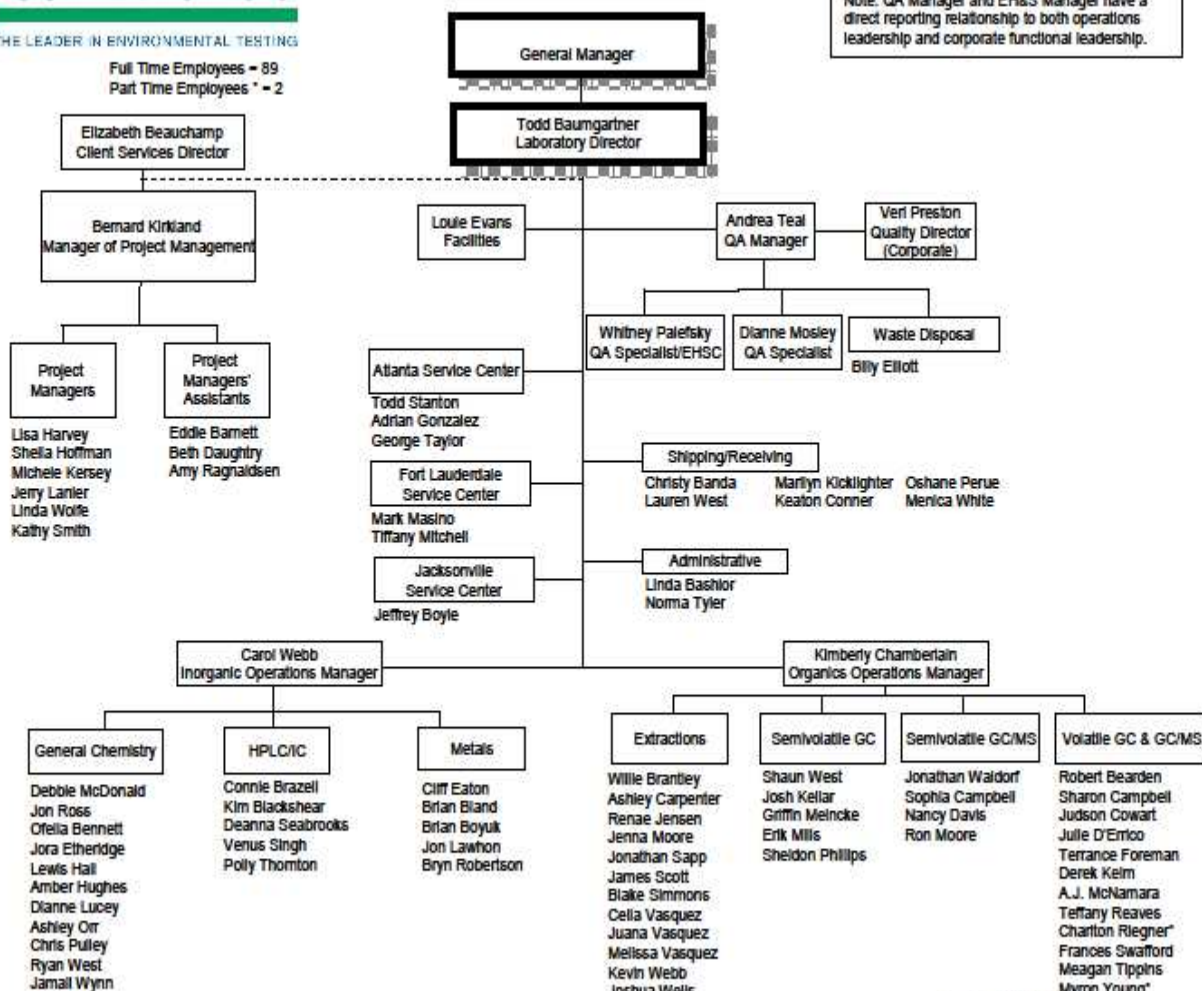 THE LEADER IN ENVIRONMENTAL TESTING
Full Time Employees = 89
Part Time Employees * = 2
Note: QA Manager and EH&S Manager have a
direct reporting relationship to both operations
leadership and corporate functional leadership.
General Manager
Todd Baumgartner
Laboratory Director
Elizabeth Beauchamp
Client Services Director
Bernard Kirkland
Manager of Project Management
Louie Evans
Facilities
Andrea Teal
QA Manager
Veri Preston
Quality Director
(Corporate)
Whitney Palefsky
QA Specialist/EHSC
Dianne Mosley
QA Specialist
Waste Disposal
Billy Elliott
Project
Managers
Lisa Harvey
Sheila Hoffman
Michele Kersey
Jerry Lanier
Linda Wolfe
Kathy Smith
Project
Managers'
Assistants
Eddie Barnett
Beth Daughtry
Amy Ragnaldsen
Atlanta Service Center
Todd Stanton
Adrian Gonzalez
George Taylor
Fort Lauderdale
Service Center
Mark Masino
Tiffany Mitchell
Jacksonville
Service Center
Jeffrey Boyle
Shipping/Receiving
Christy Banda
Lauren West
Marilyn Kicklighter
Keaton Conner
Oshane Perue
Menica White
Administrative
Linda Bashlor
Norma Tyler
Carol Webb
Inorganic Operations Manager
Kimberly Chamberlain
Organics Operations Manager
General Chemistry
Debbie McDonald
Jon Ross
Ofelia Bennett
Jora Etheridge
Lewis Hall
Amber Hughes
Dianne Lucey
Ashley Orr
Chris Pulley
Ryan West
Jamail Wynn
HPLC/IC
Connie Brazell
Kim Blackshear
Deanna Seabrooks
Venus Singh
Polly Thornton
Metals
Cliff Eaton
Brian Bland
Brian Boyuk
Jon Lawhon
Bryn Robertson
Extractions
Willie Brantley
Ashley Carpenter
Renae Jensen
Jenna Moore
Jonathan Sapp
James Scott
Blake Simmons
Celia Vasquez
Juana Vasquez
Melissa Vasquez
Kevin Webb
Joshua Wells
Semivolatile GC
Shaun West
Josh Kellar
Griffin Meincke
Erik Mills
Sheldon Phillips
Semivolatile GC/MS
Jonathan Waldorf
Sophia Campbell
Nancy Davis
Ron Moore
Volatile GC & GC/MS
Robert Bearden
Sharon Campbell
Judson Cowart
Julie D'Errico
Terrance Foreman
Derek Keim
A.J. McNamara
Teffany Reaves
Charlton Riegner*
Frances Swafford
Meagan Tippins
Myron Young*